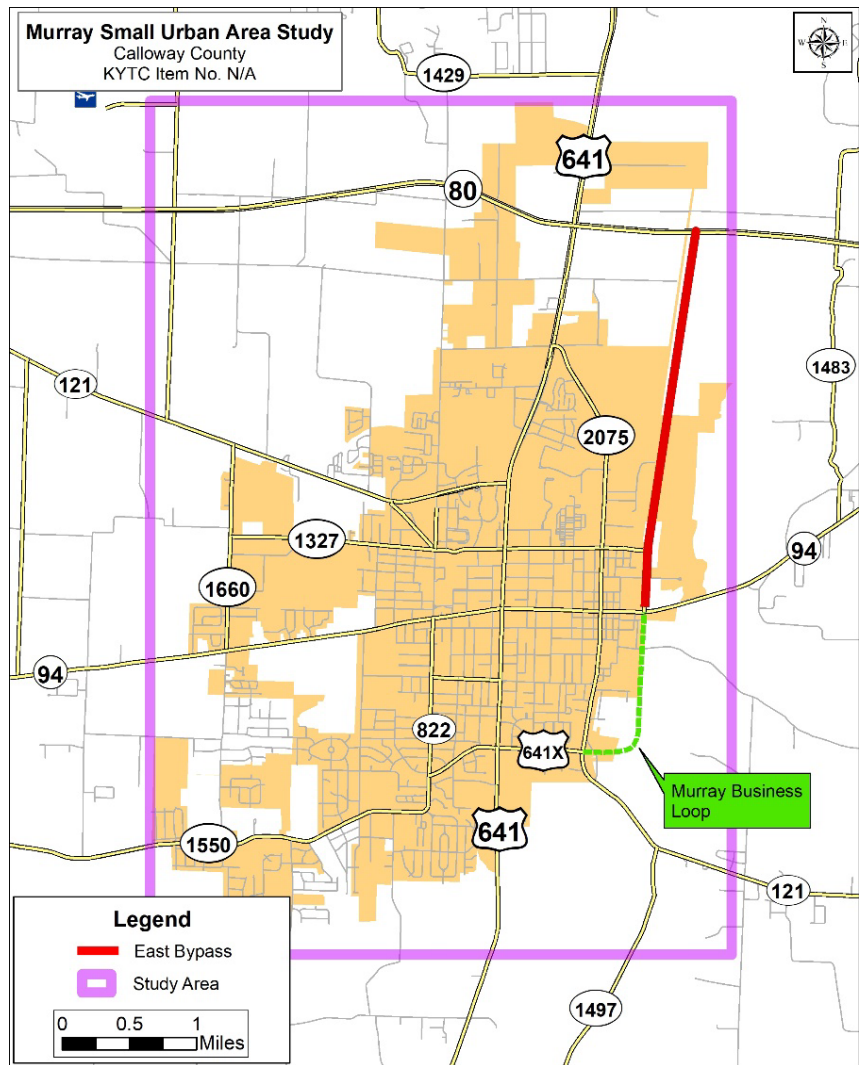 Murray Small Urban Area Study
Calloway County
KYTC Item No. N/A
N
W
E
S
1429
641
80
121
1483
2075
1327
94
1660
94
822
641X
Murray Business
Loop
641
1550
121
1497
Legend
East Bypass
Study Area
0 0.5 1
Miles